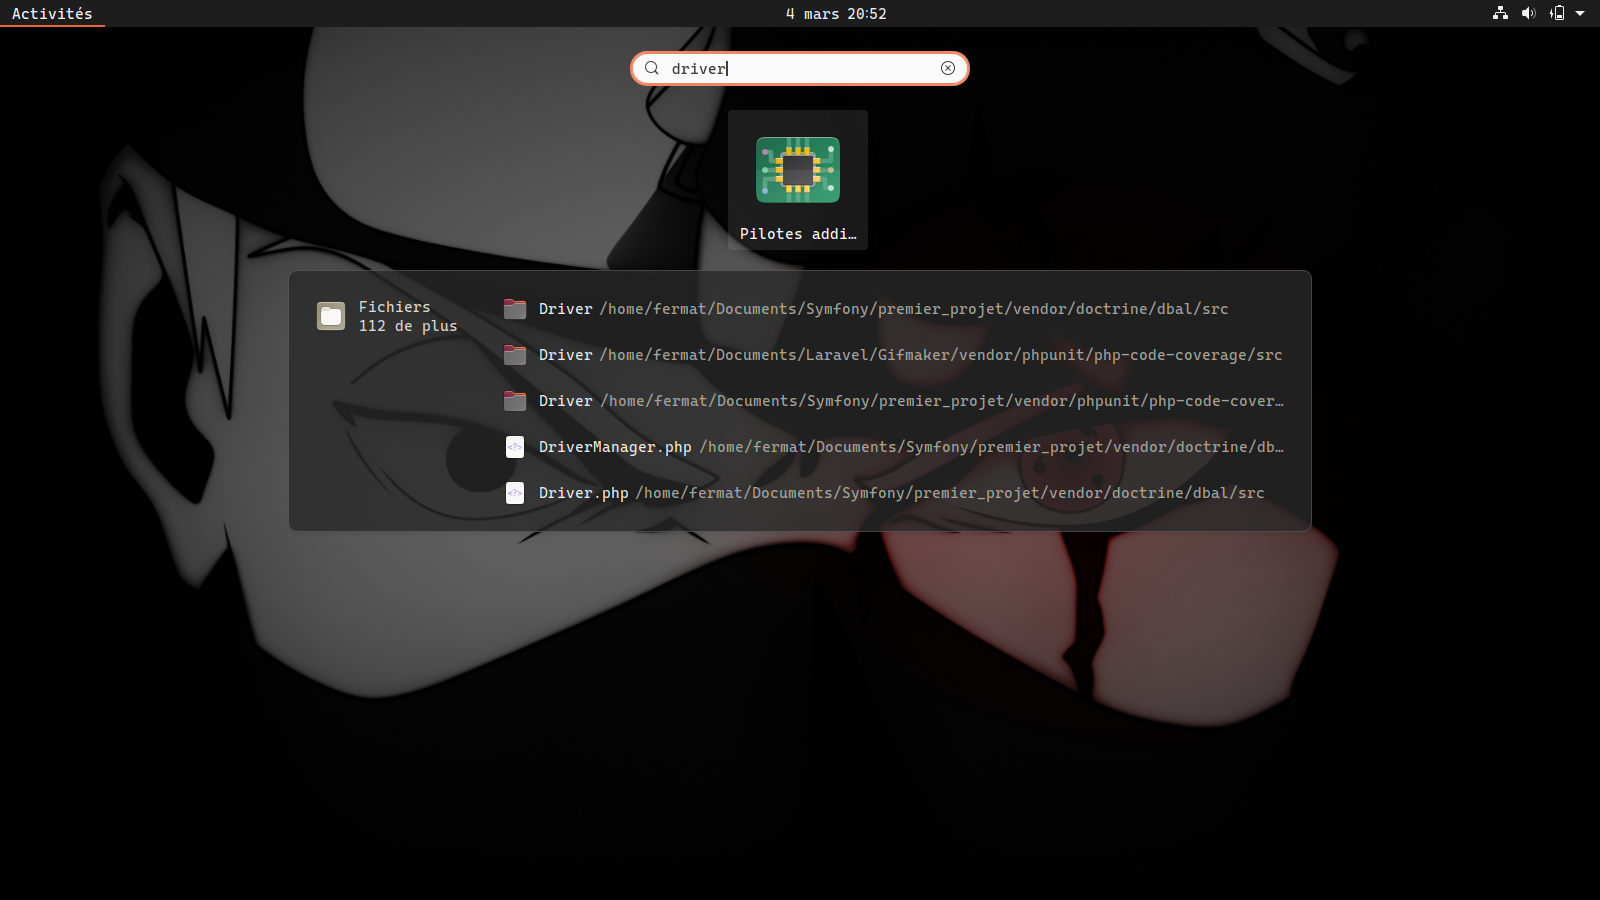 Activités
4 mars 20:52
driver
Pilotes addi…
Fichiers
112 de plus
Driver /home/fermat/Documents/Symfony/premier_projet/vendor/doctrine/dbal/src
Driver /home/fermat/Documents/Laravel/Gifmaker/vendor/phpunit/php-code-coverage/src
Driver /home/fermat/Documents/Symfony/premier_projet/vendor/phpunit/php-code-cover…
DriverManager.php /home/fermat/Documents/Symfony/premier_projet/vendor/doctrine/db…
Driver.php /home/fermat/Documents/Symfony/premier_projet/vendor/doctrine/dbal/src